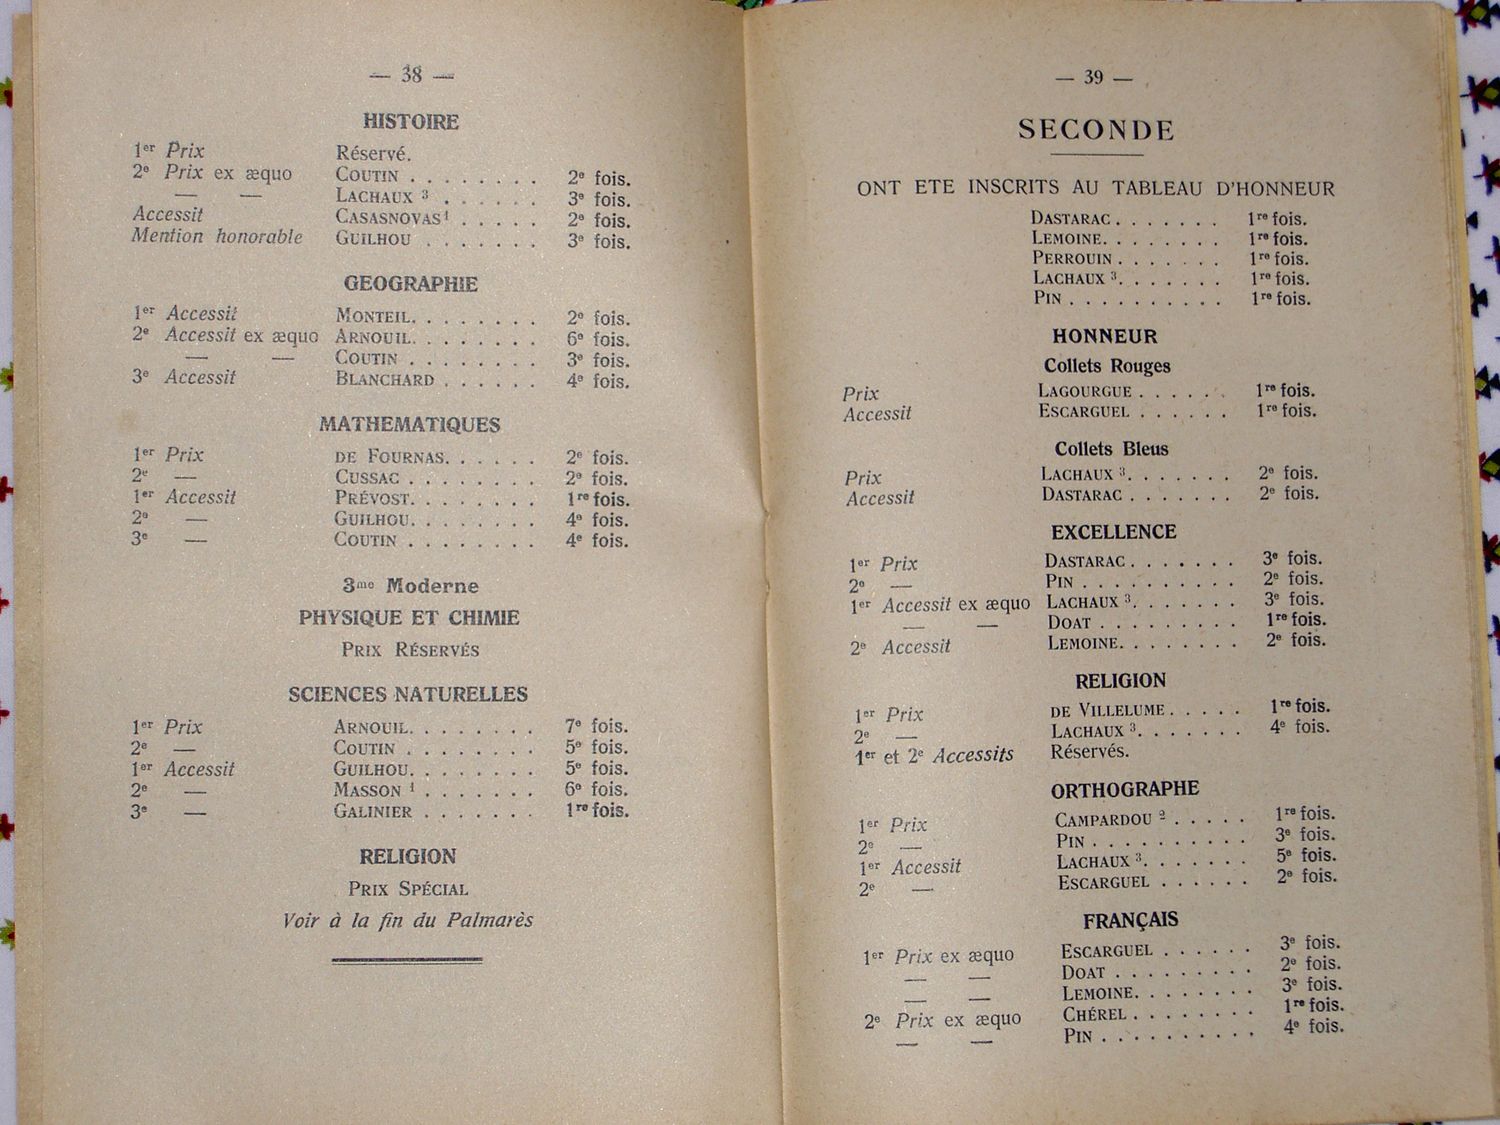 — 38 —
HISTOIRE
1er Prix Réservé.
2e Prix ex æquo COUTIN . . . . . . . . 2e fois.
— — LACHAUX 3 . . . . . . 3e fois.
Accessit CASASNOVAS 1 . . . . . 2e fois.
Mention honorable GUILHOU . . . . . . . 3e fois.
GEOGRAPHIE
1er Accessit MONTEIL. . . . . . . . 2e fois.
2e Accessit ex æquo ARNOUIL. . . . . . . . 6e fois.
— — COUTIN . . . . . . . . 3e fois.
3e Accessit BLANCHARD . . . . . . 4e fois.
MATHEMATIQUES
1er Prix DE FOURNAS. . . . . . 2e fois.
2e — CUSSAC . . . . . . . . 2e fois.
1er Accessit PRÉVOST. . . . . . . . 1re fois.
2e — GUILHOU. . . . . . . . 4e fois.
3e — COUTIN . . . . . . . . 4e fois.
3me Moderne
PHYSIQUE ET CHIMIE
PRIX RÉSERVÉS
SCIENCES NATURELLES
1er Prix ARNOUIL. . . . . . . . 7e fois.
2e — COUTIN . . . . . . . . 5e fois.
1er Accessit GUILHOU. . . . . . . . 5e fois.
2e — MASSON 1 . . . . . . . 6e fois.
3e — GALINIER . . . . . . . 1re fois.
RELIGION
PRIX SPÉCIAL
Voir à la fin du Palmarès
— 39 —
SECONDE
ONT ETE INSCRITS AU TABLEAU D'HONNEUR
DASTARAC . . . . . . . 1re fois.
LEMOINE. . . . . . . . 1re fois.
PERROUIN . . . . . . . 1re fois.
LACHAUX 3. . . . . . . 1re fois.
PIN . . . . . . . . . . 1re fois.
HONNEUR
Collets Rouges
Prix LAGOURGUE . . . . . . 1re fois.
Accessit ESCARGUEL . . . . . . 1re fois.
Collets Bleus
Prix LACHAUX 3. . . . . . . 2e fois.
Accessit DASTARAC . . . . . . . 2e fois.
EXCELLENCE
1er Prix DASTARAC . . . . . . . 3e fois.
2e — PIN . . . . . . . . . . 2e fois.
1er Accessit ex æquo LACHAUX 3. . . . . . . 3e fois.
— — DOAT . . . . . . . . . 1re fois.
2e Accessit LEMOINE. . . . . . . . 2e fois.
RELIGION
1er Prix DE VILLELUME . . . . . 1re fois.
2e — LACHAUX 3. . . . . . . 4e fois.
1er et 2e Accessits Réservés.
ORTHOGRAPHE
1er Prix CAMPARDOU 2 . . . . . 1re fois.
2e — PIN . . . . . . . . . . 3e fois.
1er Accessit LACHAUX 3. . . . . . . 5e fois.
2e — ESCARGUEL . . . . . . 2e fois.
FRANÇAIS
1er Prix ex æquo ESCARGUEL . . . . . . 3e fois.
— — DOAT . . . . . . . . . 2e fois.
— — LEMOINE. . . . . . . . 3e fois.
2e Prix ex æquo CHÉREL . . . . . . . . 1re fois.
— — PIN . . . . . . . . . . 4e fois.